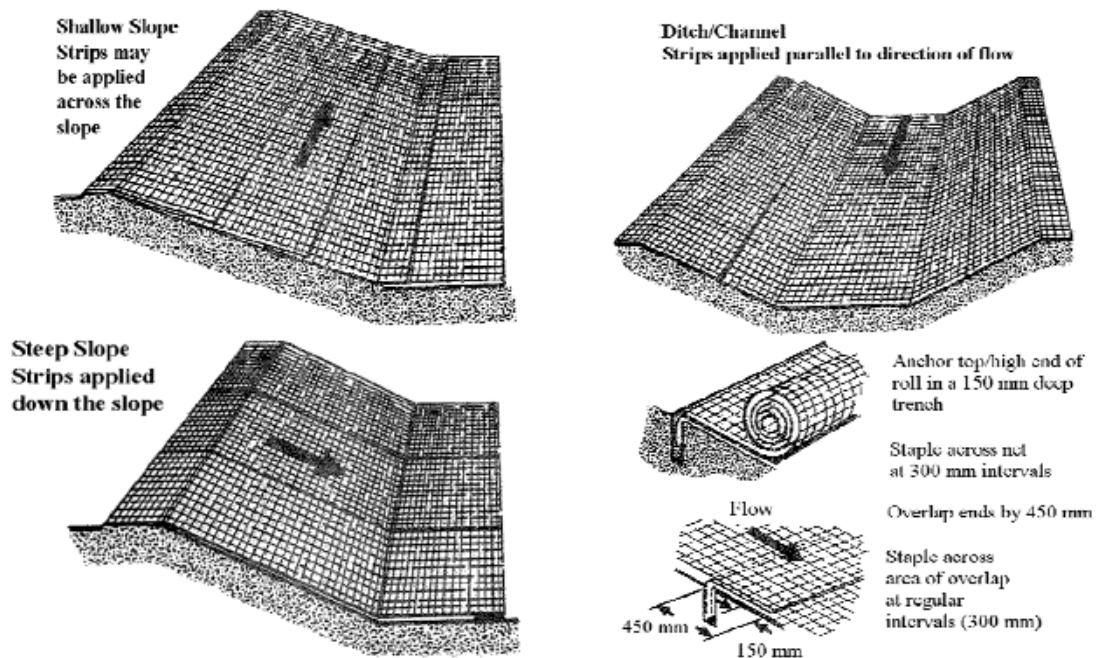 Shallow Slope
Strips may
be applied
across the
slope
Ditch/Channel
Strips applied parallel to direction of flow
Steep Slope
Strips applied
down the slope
Anchor top/high end of
roll in a 150 mm deep
trench
Staple across net
at 300 mm intervals
Flow
Overlap ends by 450 mm
Staple across
area of overlap
at regular
intervals (300 mm)
450 mm
150 mm